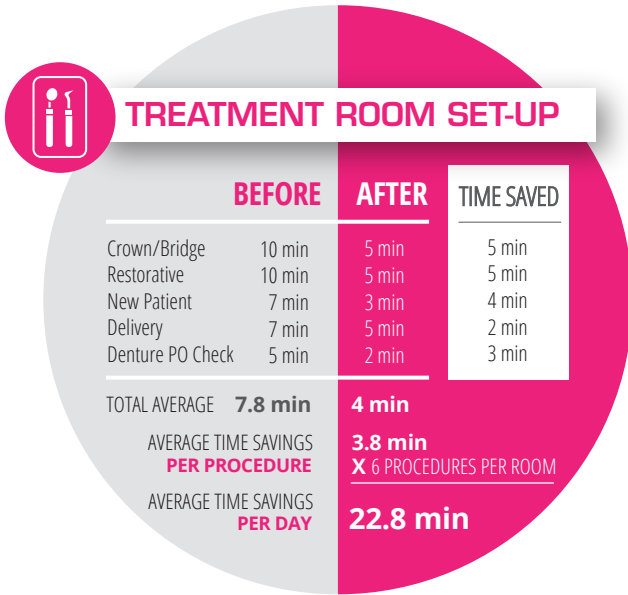 TREATMENT ROOM SET-UP
BEFORE AFTER TIME SAVED
Crown/Bridge 10 min 5 min 5 min
Restorative 10 min 5 min 5 min
New Patient 7 min 3 min 4 min
Delivery 7 min 5 min 2 min
Denture PO Check 5 min 2 min 3 min
TOTAL AVERAGE 7.8 min 4 min
AVERAGE TIME SAVINGS 3.8 min
PER PROCEDURE X 6 PROCEDURES PER ROOM
AVERAGE TIME SAVINGS
PER DAY 22.8 min